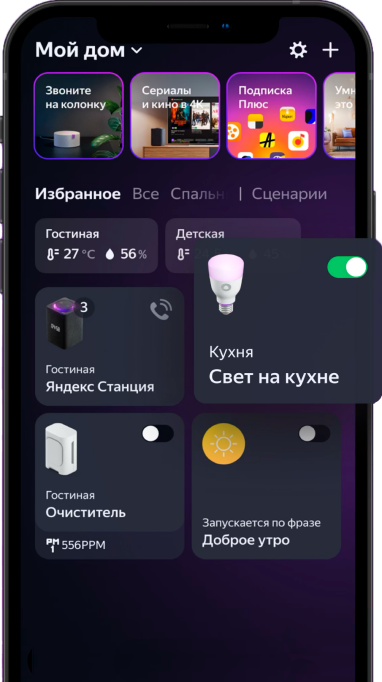 Мой дом
Звоните
на колонку
Сериалы
и кино в 4К
Подписка
Плюс
Умн
это
Избранное Все Спальн | Сценарии
Гостиная
27 °C 56 %
Детская
3
Гостиная
Яндекс Станция
Кухня
Свет на кухне
Гостиная
Очиститель
PM1 556PPM
Запускается по фразе
Доброе утро